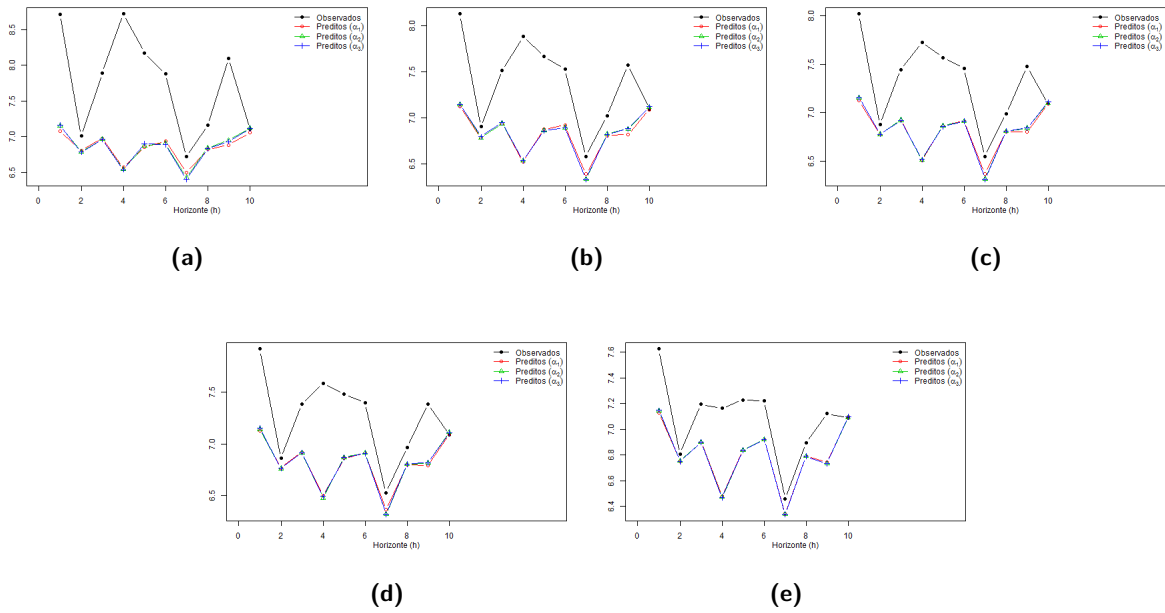 Observados
Preditos (α₁)
Preditos (α₂)
Preditos (α₃)
8.5
8.0
7.5
7.0
6.5
0 2 4 6 8 10
Horizonte (h)
(a)
Observados
Preditos (α₁)
Preditos (α₂)
Preditos (α₃)
8.0
7.5
7.0
6.5
0 2 4 6 8 10
Horizonte (h)
(b)
Observados
Preditos (α₁)
Preditos (α₂)
Preditos (α₃)
8.0
7.5
7.0
6.5
0 2 4 6 8 10
Horizonte (h)
(c)
Observados
Preditos (α₁)
Preditos (α₂)
Preditos (α₃)
7.5
7.0
6.5
0 2 4 6 8 10
Horizonte (h)
(d)
Observados
Preditos (α₁)
Preditos (α₂)
Preditos (α₃)
7.6
7.4
7.2
7.0
6.8
6.6
6.4
0 2 4 6 8 10
Horizonte (h)
(e)